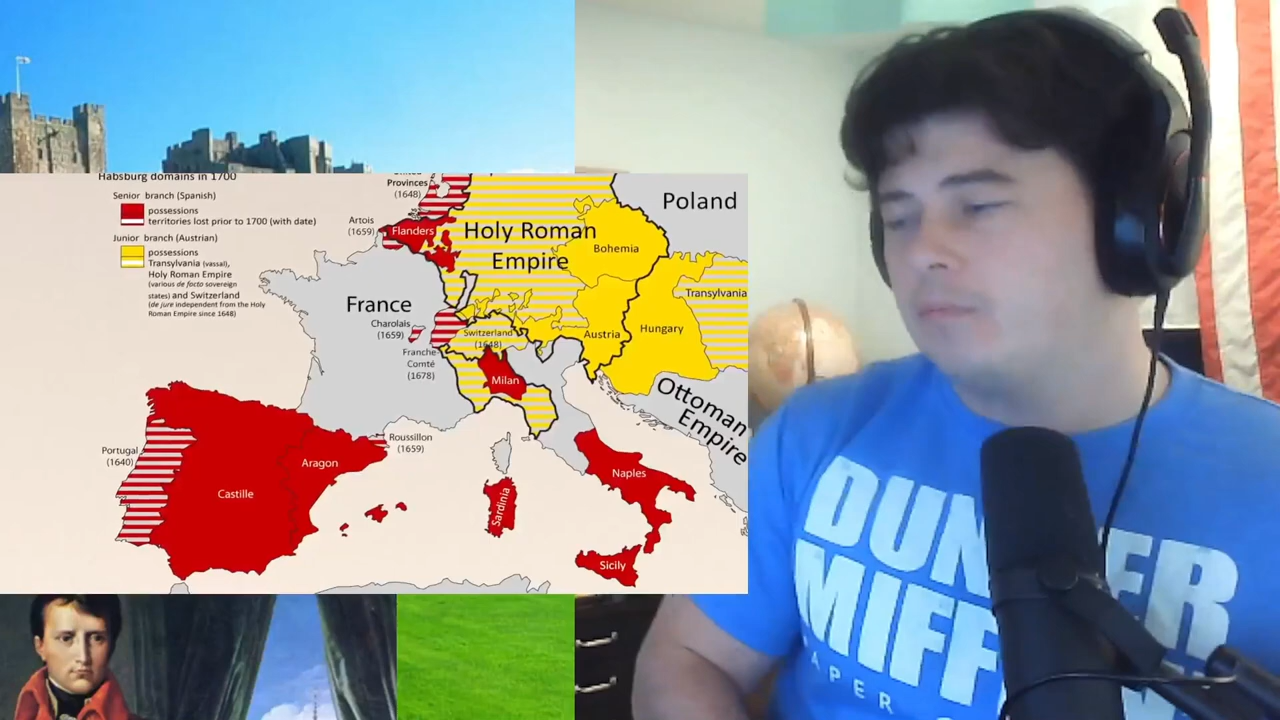 Habsburg domains in 1700
Senior branch (Spanish)
possessions
territories lost prior to 1700 (with date)
Junior branch (Austrian)
possessions
Transylvania (vassal),
Holy Roman Empire
(various de facto sovereign
states) and Switzerland
(de jure independent from the Holy
Roman Empire since 1648)
United
Provinces
(1648)
Artois
(1659)
Flanders
Holy Roman
Empire
Poland
Bohemia
Transylvania
France
Charolais
(1659)
Switzerland
(1648)
Austria
Hungary
Franche-
Comté
(1678)
Milan
Ottoman
Empire
Portugal
(1640)
Roussillon
(1659)
Aragon
Castille
Naples
Sardinia
Sicily
MIFF